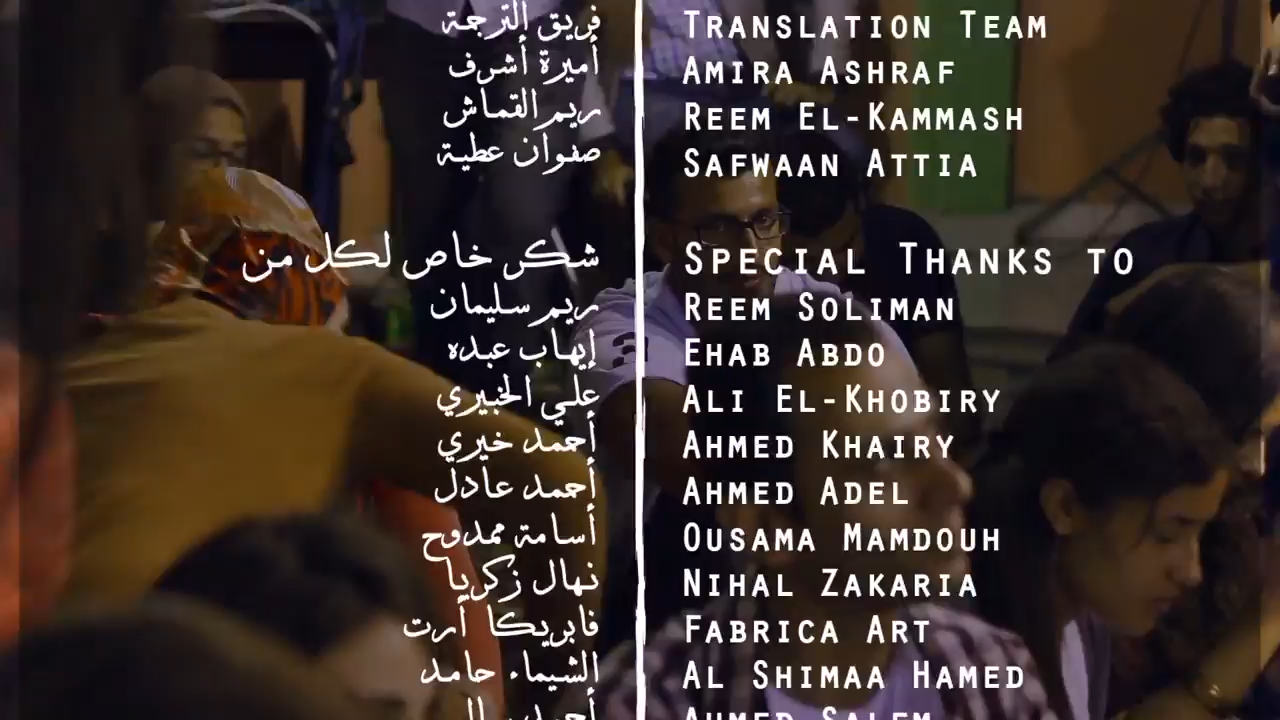 فريق الترجمة
TRANSLATION TEAM
أميرة أشرف
AMIRA ASHRAF
ريم القماش
REEM EL-KAMMASH
صفوان عطية
SAFWAAN ATTIA
شكر خاص لكل من
SPECIAL THANKS TO
ريم سليمان
REEM SOLIMAN
إيهاب عبده
EHAB ABDO
علي الخبيري
ALI EL-KHOBIRY
أحمد خيري
AHMED KHAIRY
أحمد عادل
AHMED ADEL
أسامة ممدوح
OUSAMA MAMDOUH
نهال زكريا
NIHAL ZAKARIA
فابريكا أرت
FABRICA ART
الشيماء حامد
AL SHIMAA HAMED
AHMED SALEM